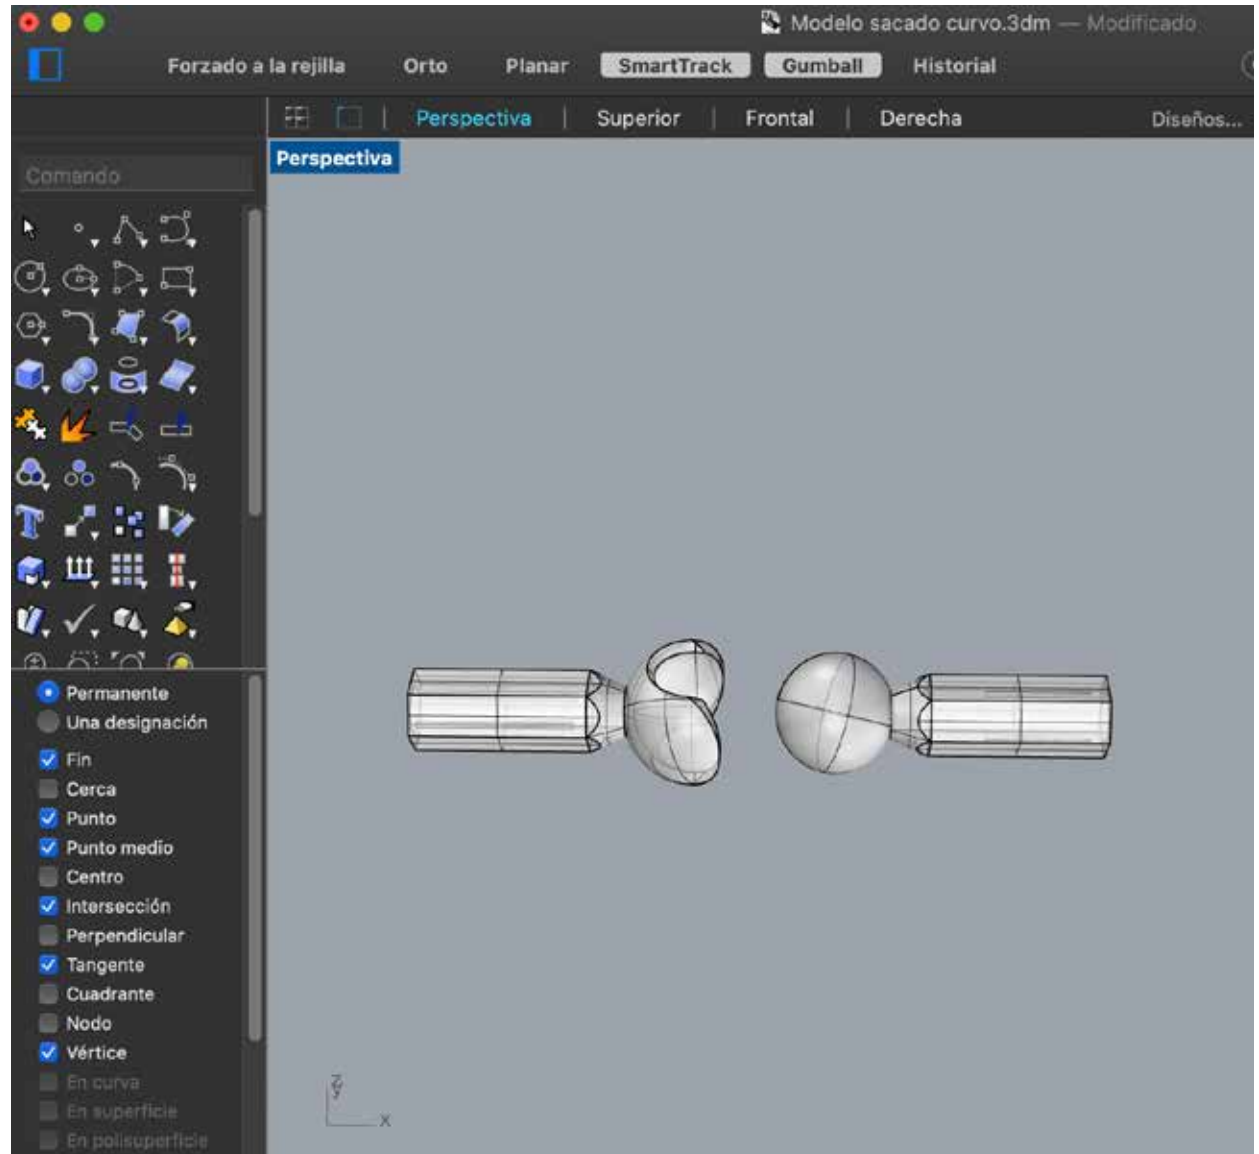 Modelo sacado curvo.3dm — Modificado
Forzado a la rejilla Orto Planar SmartTrack Gumball Historial
Perspectiva | Superior | Frontal | Derecha Diseños...
Perspectiva
Comando
Permanente
Una designación
Fin
Cerca
Punto
Punto medio
Centro
Intersección
Perpendicular
Tangente
Cuadrante
Nodo
Vértice
En curva
En superficie
En polisuperficie
Z
y
x